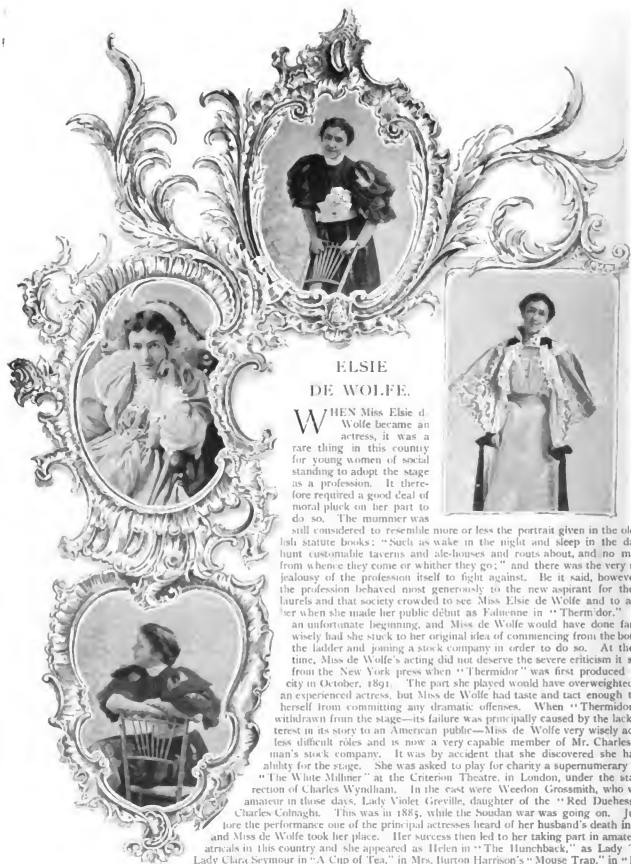 ELSIE
DE WOLFE.
WHEN Miss Elsie d
Wolfe became an
actress, it was a
rare thing in this country
for young women of social
standing to adopt the stage
as a profession. It there-
fore required a good deal of
moral pluck on her part to
do so. The mummer was
still considered to resemble more or less the portrait given in the ol
lish statute books: "Such as wake in the night and sleep in the da
hunt customable taverns and ale-houses and routs about, and no m
from whence they come or whither they go;" and there was the very
jealousy of the profession itself to fight against. Be it said, howeve
the profession behaved most generously to the new aspirant for the
laurels and that society crowded to see Miss Elsie de Wolfe and to a
her when she made her public début as Fabienne in "Thermidor."
an unfortunate beginning, and Miss de Wolfe would have done far
wisely had she stuck to her original idea of commencing from the bo
the ladder and joining a stock company in order to do so. At the
time, Miss de Wolfe's acting did not deserve the severe criticism it
from the New York press when "Thermidor" was first produced
city in October, 1891. The part she played would have overweighted
an experienced actress, but Miss de Wolfe had taste and tact enough t
herself from committing any dramatic offenses. When "Thermidor
withdrawn from the stage—its failure was principally caused by the lack
terest in its story to an American public—Miss de Wolfe very wisely ac
less difficult rôles and is now a very capable member of Mr. Charles
man's stock company. It was by accident that she discovered she ha
ability for the stage. She was asked to play for charity a supernumerary
"The White Milliner" at the Criterion Theatre, in London, under the sta
rection of Charles Wyndham. In the cast were Weedon Grossmith, who w
amateur in those days, Lady Violet Greville, daughter of the "Red Duchess
Charles Colnaghi. This was in 1885, while the Soudan war was going on. Ju
fore the performance one of the principal actresses heard of her husband's death in
and Miss de Wolfe took her place. Her success then led to her taking part in amate
atricals in this country and she appeared as Helen in "The Hunchback," as Lady
Lady Clara Seymour in "A Cup of Tea," in Mrs. Burton Harrison's "Mouse Trap," in